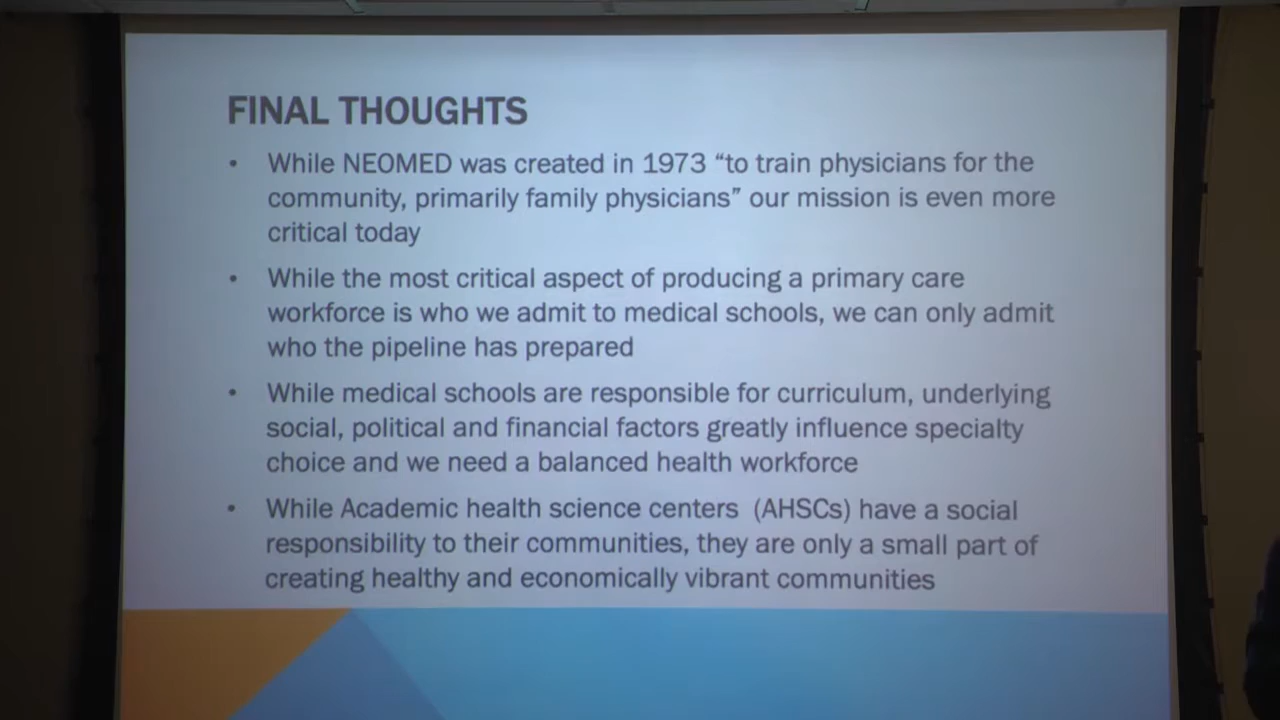 FINAL THOUGHTS
• While NEOMED was created in 1973 “to train physicians for the
community, primarily family physicians” our mission is even more
critical today
• While the most critical aspect of producing a primary care
workforce is who we admit to medical schools, we can only admit
who the pipeline has prepared
• While medical schools are responsible for curriculum, underlying
social, political and financial factors greatly influence specialty
choice and we need a balanced health workforce
• While Academic health science centers (AHSCs) have a social
responsibility to their communities, they are only a small part of
creating healthy and economically vibrant communities